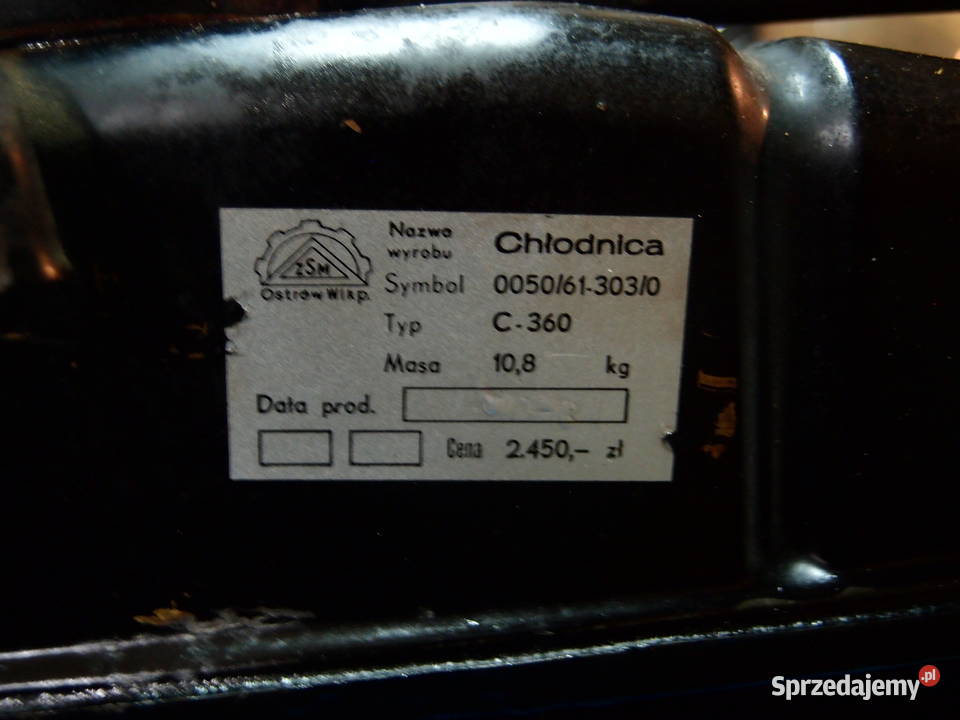 Nazwa wyrobu Chłodnica
ZSM
Ostrów Wlkp.
Symbol 0050/61-303/0
Typ C-360
Masa 10,8 kg
Data prod.
Cena 2.450,- zł
Sprzedajemy.pl